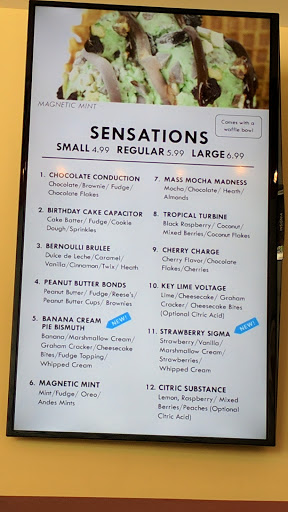 MAGNETIC MINT
Comes with a
waffle bowl
SENSATIONS
SMALL 4.99 REGULAR 5.99 LARGE 6.99
1. CHOCOLATE CONDUCTION
Chocolate/Brownie/ Fudge/
Chocolate Flakes
2. BIRTHDAY CAKE CAPACITOR
Cake Batter/ Fudge/Cookie
Dough/Sprinkles
3. BERNOULLI BRULEE
Dulce de Leche/Caramel/
Vanilla/Cinnamon/Twix/ Heath
4. PEANUT BUTTER BONDS
Peanut Butter/ Fudge/Reese's/
Peanut Butter Cups/ Brownies
5. BANANA CREAM
PIE BISMUTH
NEW!
Banana/Marshmallow Cream/
Graham Cracker/Cheesecake
Bites/Fudge Topping/
Whipped Cream
6. MAGNETIC MINT
Mint/Fudge/ Oreo/
Andes Mints
7. MASS MOCHA MADNESS
Mocha/Chocolate/ Heath/
Almonds
8. TROPICAL TURBINE
Black Raspberry/ Coconut/
Mixed Berries/Coconut Flakes
9. CHERRY CHARGE
Cherry Flavor/Chocolate
Flakes/Cherries
10. KEY LIME VOLTAGE
Lime/Cheesecake/ Graham
Cracker/ Cheesecake Bites
(Optional Citric Acid)
NEW!
11. STRAWBERRY SIGMA
Strawberry/Vanilla/
Marshmallow Cream/
Strawberries/
Whipped Cream
12. CITRIC SUBSTANCE
Lemon, Raspberry/ Mixed
Berries/Peaches (Optional
Citric Acid)